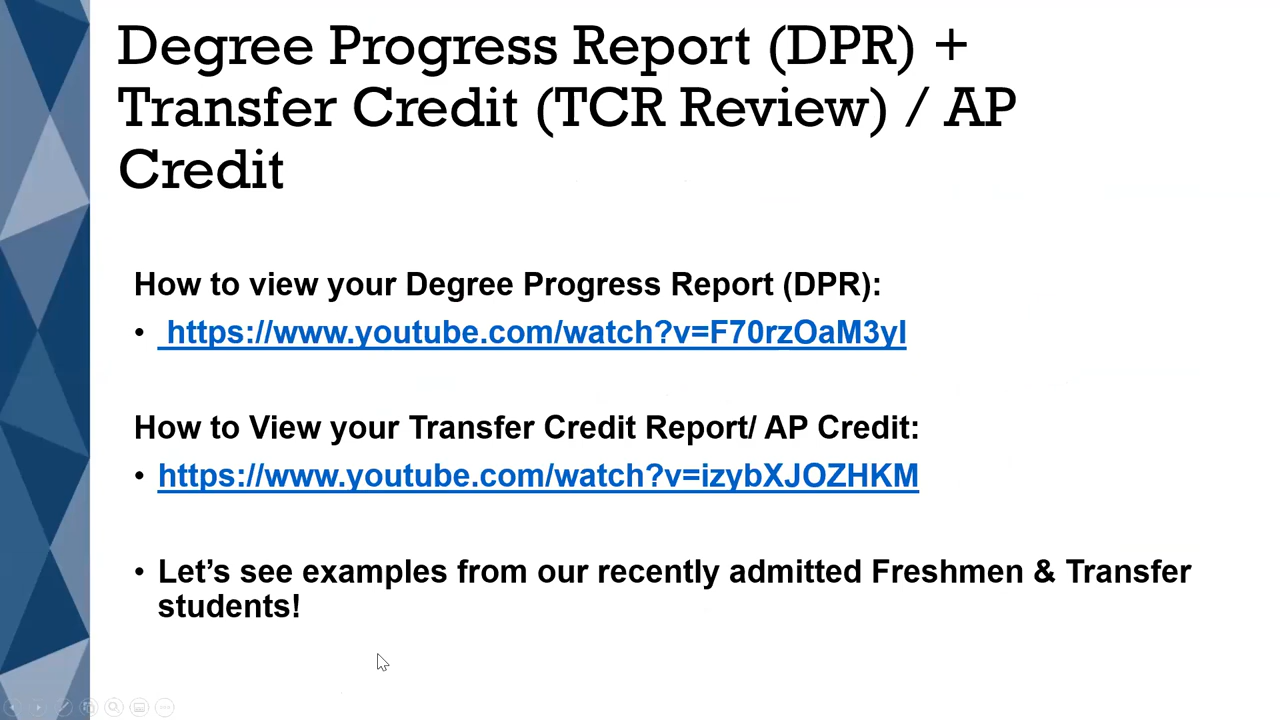 Degree Progress Report (DPR) +
Transfer Credit (TCR Review) / AP
Credit
How to view your Degree Progress Report (DPR):
• https://www.youtube.com/watch?v=F70rzOaM3yI
How to View your Transfer Credit Report/ AP Credit:
• https://www.youtube.com/watch?v=izybXJOZHKM
• Let’s see examples from our recently admitted Freshmen & Transfer
students!